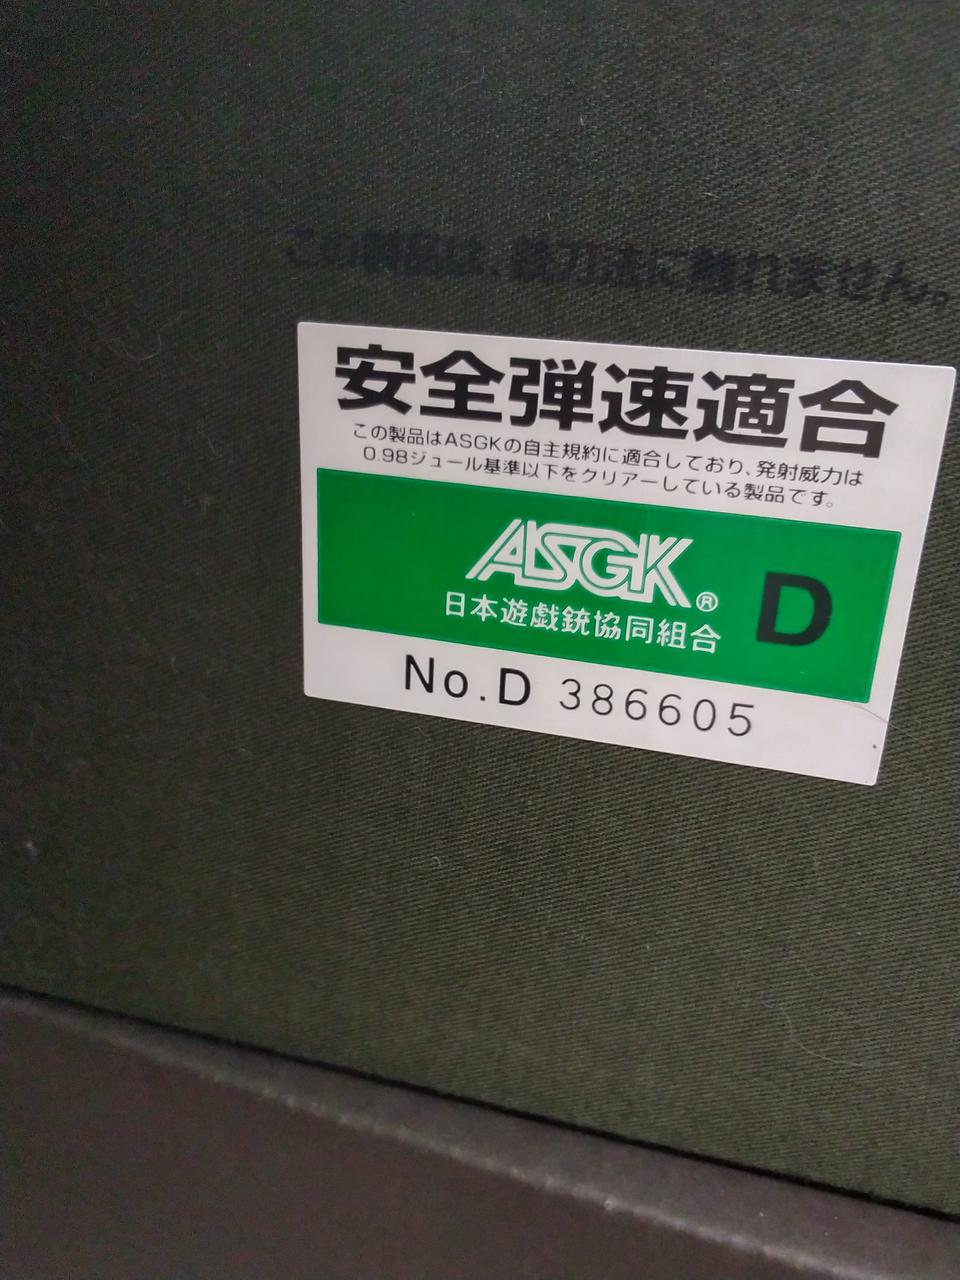 この製品は、銃刀法に触れません。
安全弾速適合
この製品はASGKの自主規約に適合しており、発射威力は
0.98ジュール基準以下をクリアーしている製品です。
ASGK®
D
日本遊戯銃協同組合
No.D 386605